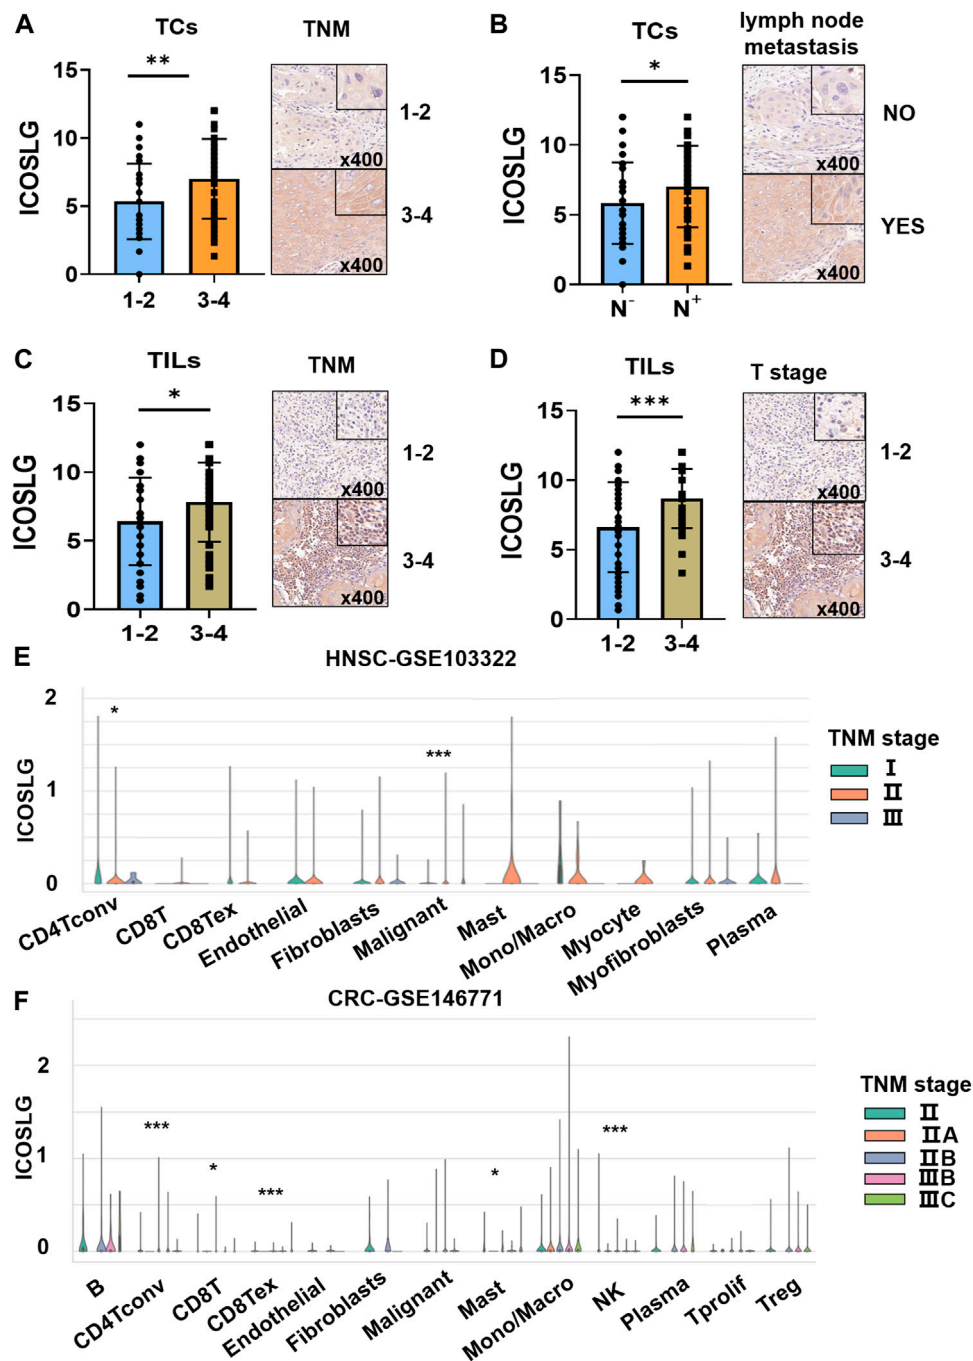 A
TCs
TNM
**
15
10
5
0
ICOSLG
1-2
3-4
x400
1-2
x400
3-4
B
TCs
lymph node
metastasis
*
15
10
5
0
ICOSLG
N⁻
N⁺
x400
NO
x400
YES
C
TILs
TNM
*
15
10
5
0
ICOSLG
1-2
3-4
x400
1-2
x400
3-4
D
TILs
T stage
***
15
10
5
0
ICOSLG
1-2
3-4
x400
1-2
x400
3-4
E
HNSC-GSE103322
2
1
0
ICOSLG
*
***
CD4Tconv
CD8T
CD8Tex
Endothelial
Fibroblasts
Malignant
Mast
Mono/Macro
Myocyte
Myofibroblasts
Plasma
TNM stage
I
II
III
F
CRC-GSE146771
2
1
0
ICOSLG
***
*
***
*
***
B
CD4Tconv
CD8T
CD8Tex
Endothelial
Fibroblasts
Malignant
Mast
Mono/Macro
NK
Plasma
Tprolif
Treg
TNM stage
II
IIA
IIB
IIIB
IIIC